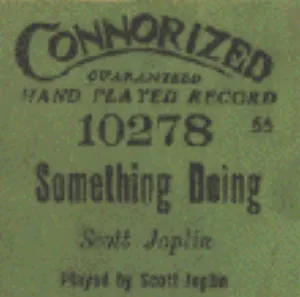 CONNORIZED
GUARANTEED
HAND PLAYED RECORD
10278 55
Something Doing
Scott Joplin
Played by Scott Joplin